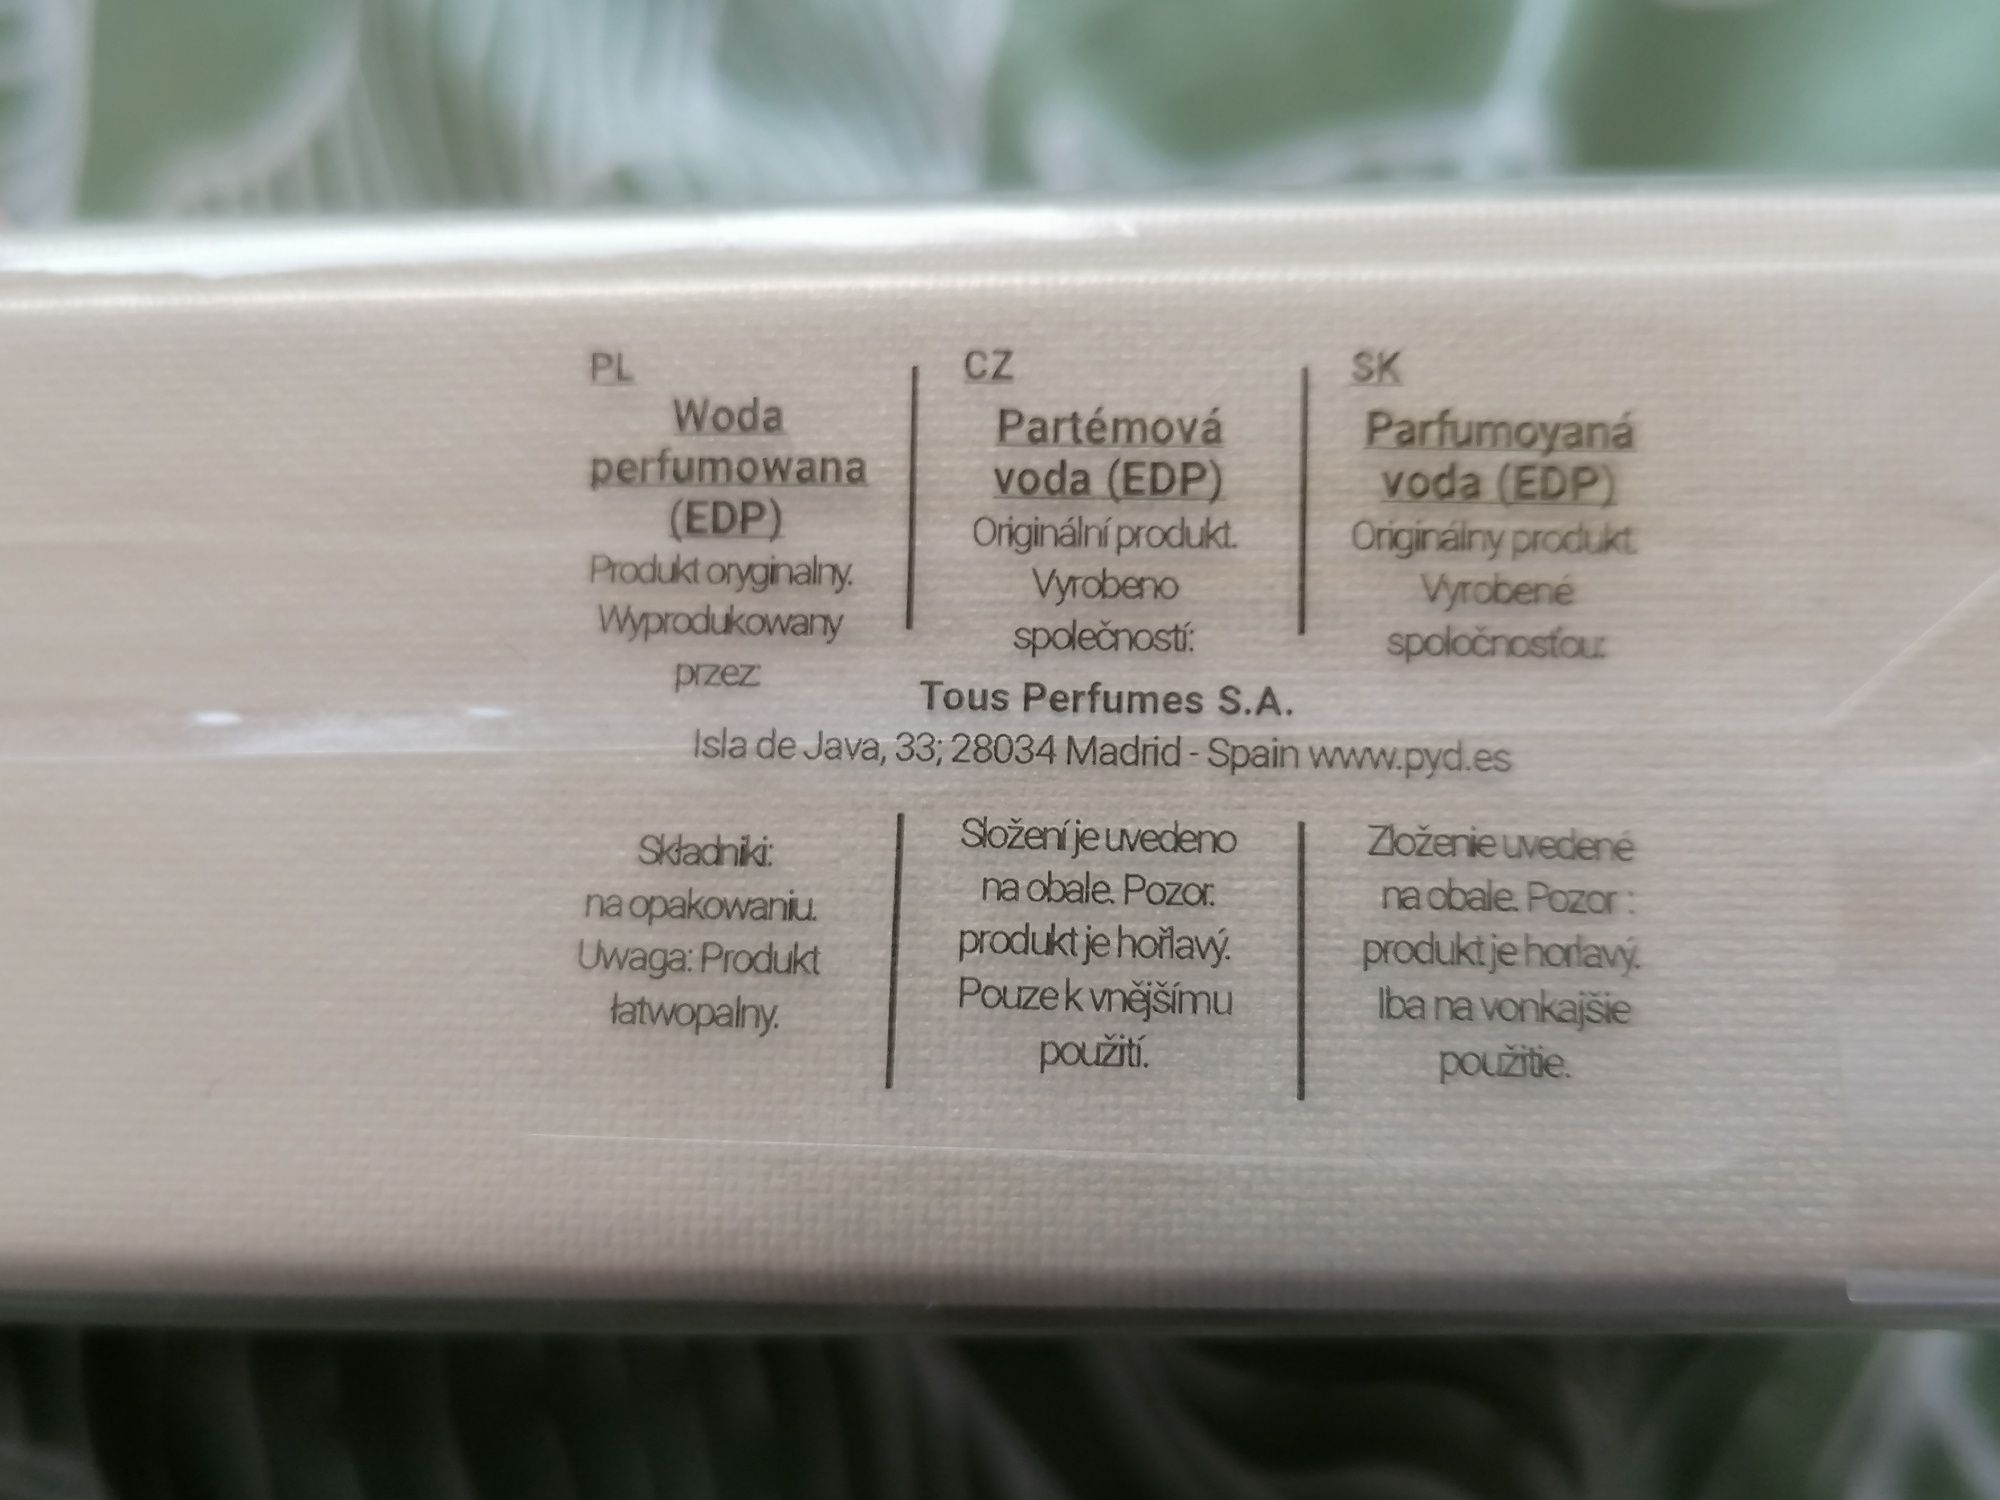 PL
Woda
perfumowana
(EDP)
Produkt oryginalny.
Wyprodukowany
przez:
CZ
Partémová
voda (EDP)
Originální produkt.
Vyrobeno
společností:
SK
Parfumoyaná
voda (EDP)
Originálny produkt.
Vyrobené
spoločnosťou:
Tous Perfumes S.A.
Isla de Java, 33; 28034 Madrid - Spain www.pyd.es
Składniki:
na opakowaniu.
Uwaga: Produkt
łatwopalny.
Složení je uvedeno
na obale. Pozor:
produkt je hořlavý.
Pouze k vnějšímu
použití.
Zloženie uvedené
na obale. Pozor :
produkt je horľavý.
Iba na vonkajšie
použitie.